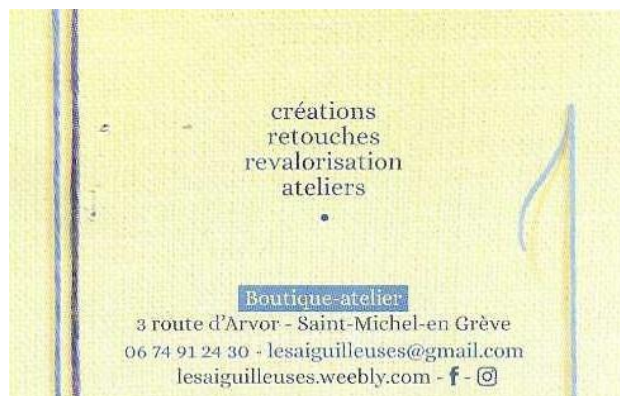 créations
retouches
revalorisation
ateliers
•
Boutique-atelier
3 route d'Arvor - Saint-Michel-en Grève
06 74 91 24 30 - lesaiguilleuses@gmail.com
lesaiguilleuses.weebly.com - f -